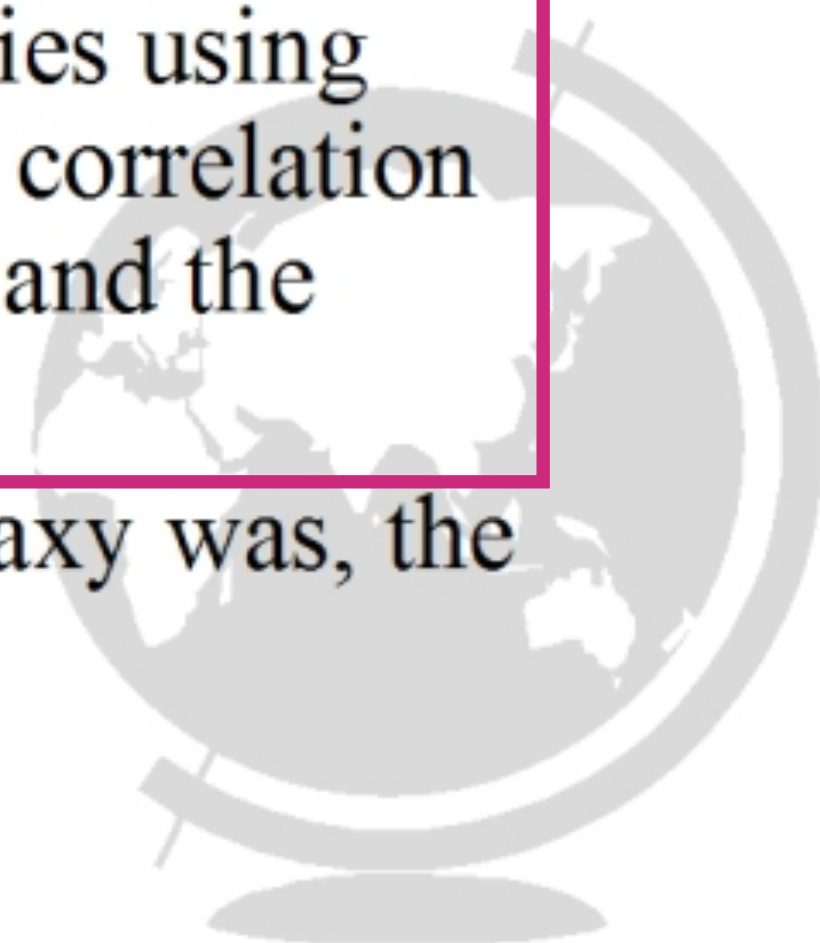 ies using
correlation
and the
axy was, the